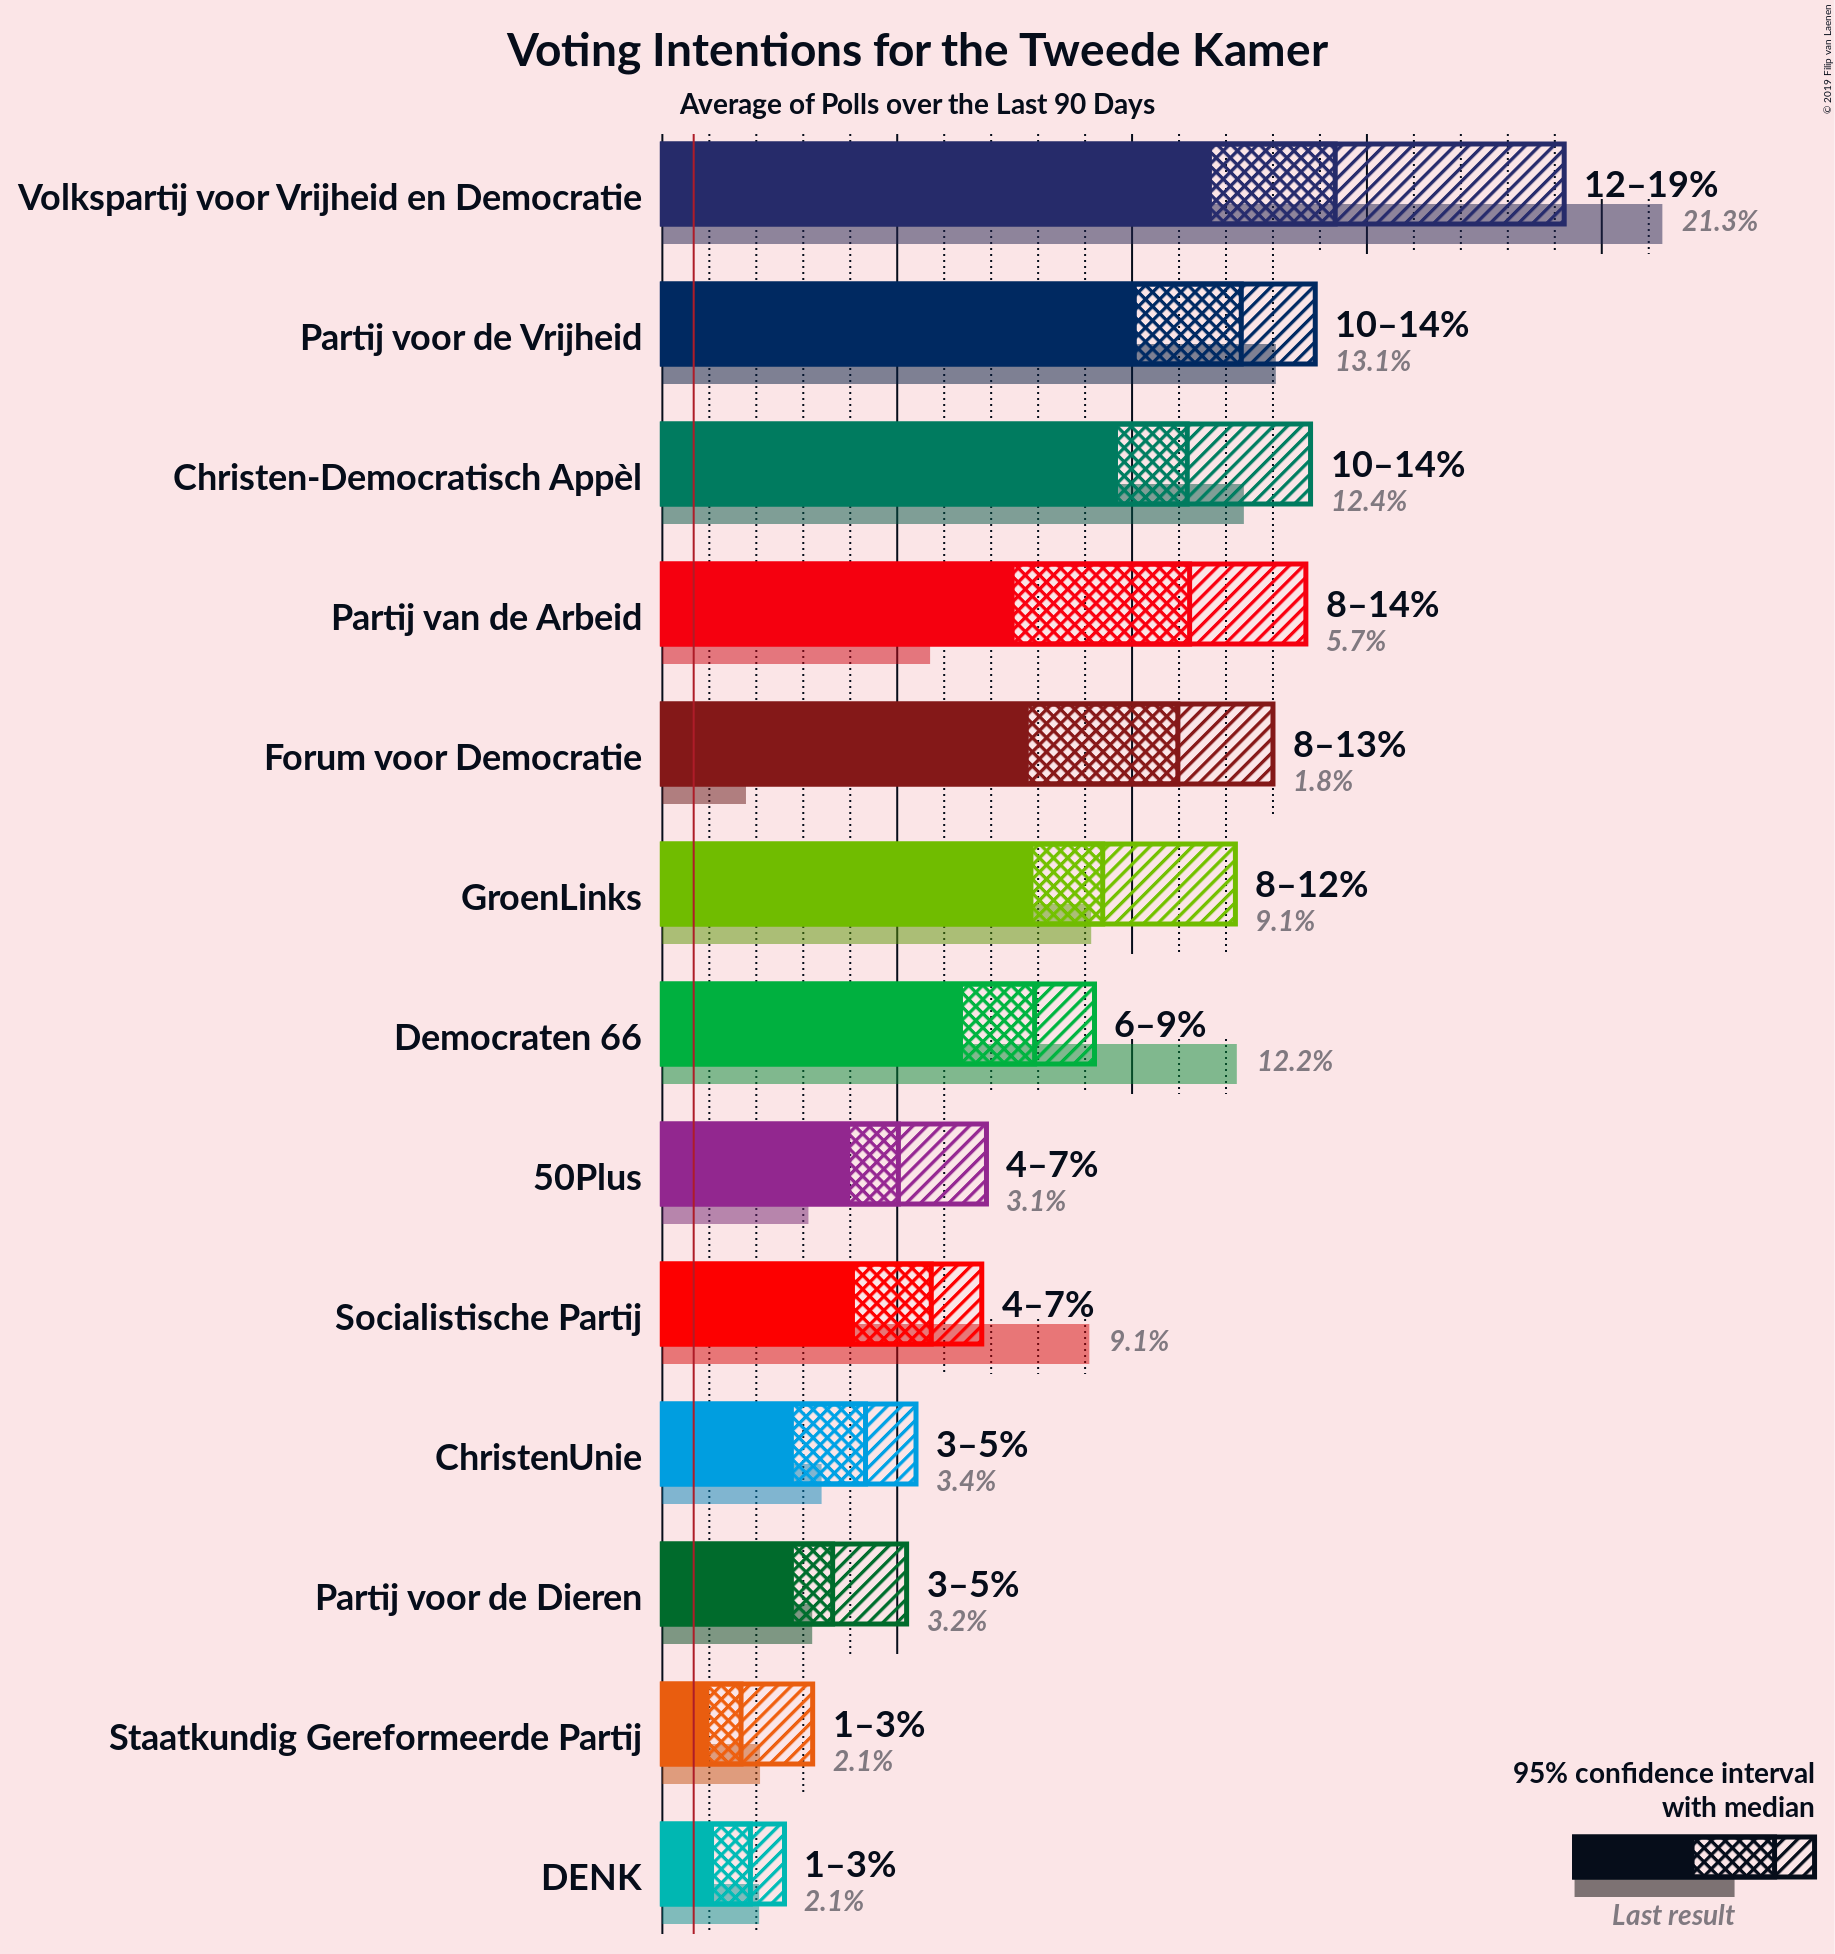 © 2019 Filip van Laenen
Voting Intentions for the Tweede Kamer
Average of Polls over the Last 90 Days
Volkspartij voor Vrijheid en Democratie
12–19%
21.3%
Partij voor de Vrijheid
10–14%
13.1%
Christen-Democratisch Appèl
10–14%
12.4%
Partij van de Arbeid
8–14%
5.7%
Forum voor Democratie
8–13%
1.8%
GroenLinks
8–12%
9.1%
Democraten 66
6–9%
12.2%
50Plus
4–7%
3.1%
Socialistische Partij
4–7%
9.1%
ChristenUnie
3–5%
3.4%
Partij voor de Dieren
3–5%
3.2%
Staatkundig Gereformeerde Partij
1–3%
2.1%
DENK
1–3%
2.1%
95% confidence interval
with median
Last result